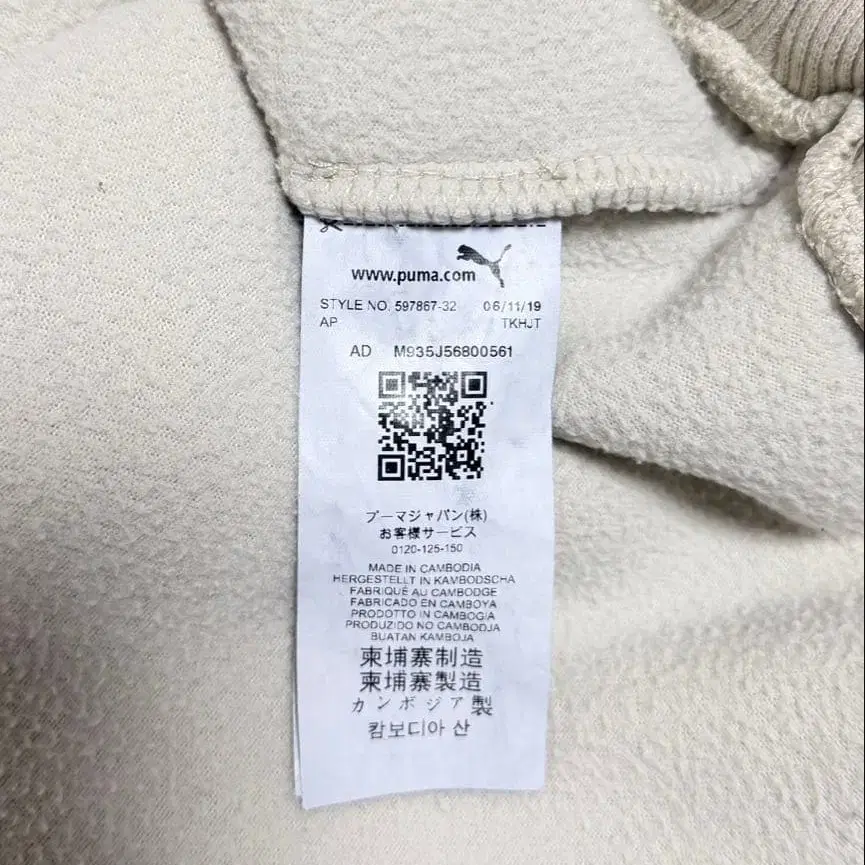 www.puma.com
STYLE NO. 597867-32 06/11/19
AP TKHJT
AD M935J56800561
プーマジャパン(株)
お客様サービス
0120-125-150
MADE IN CAMBODIA
HERGESTELLT IN KAMBODSCHA
FABRIQUÉ AU CAMBODGE
FABRICADO EN CAMBOYA
PRODOTTO IN CAMBOGIA
PRODUZIDO NO CAMBODJA
BUATAN KAMBOJA
柬埔寨制造
柬埔寨製造
カンボジア製
캄보디아 산